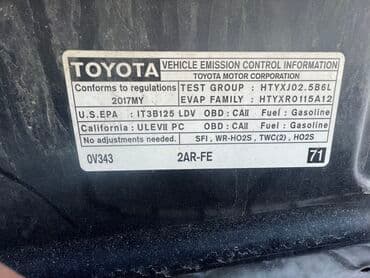 TOYOTA VEHICLE EMISSION CONTROL INFORMATION
TOYOTA MOTOR CORPORATION
Conforms to regulations TEST GROUP : HTYXJ02.5B6L
2017MY EVAP FAMILY : HTYXR0115A12
U.S.EPA : IT3B125 LDV OBD : CAII Fuel : Gasoline
California : ULEVII PC OBD : CAII Fuel : Gasoline
No adjustments needed. SFI , WR-HO2S , TWC(2) , HO2S
0V343 2AR-FE 71